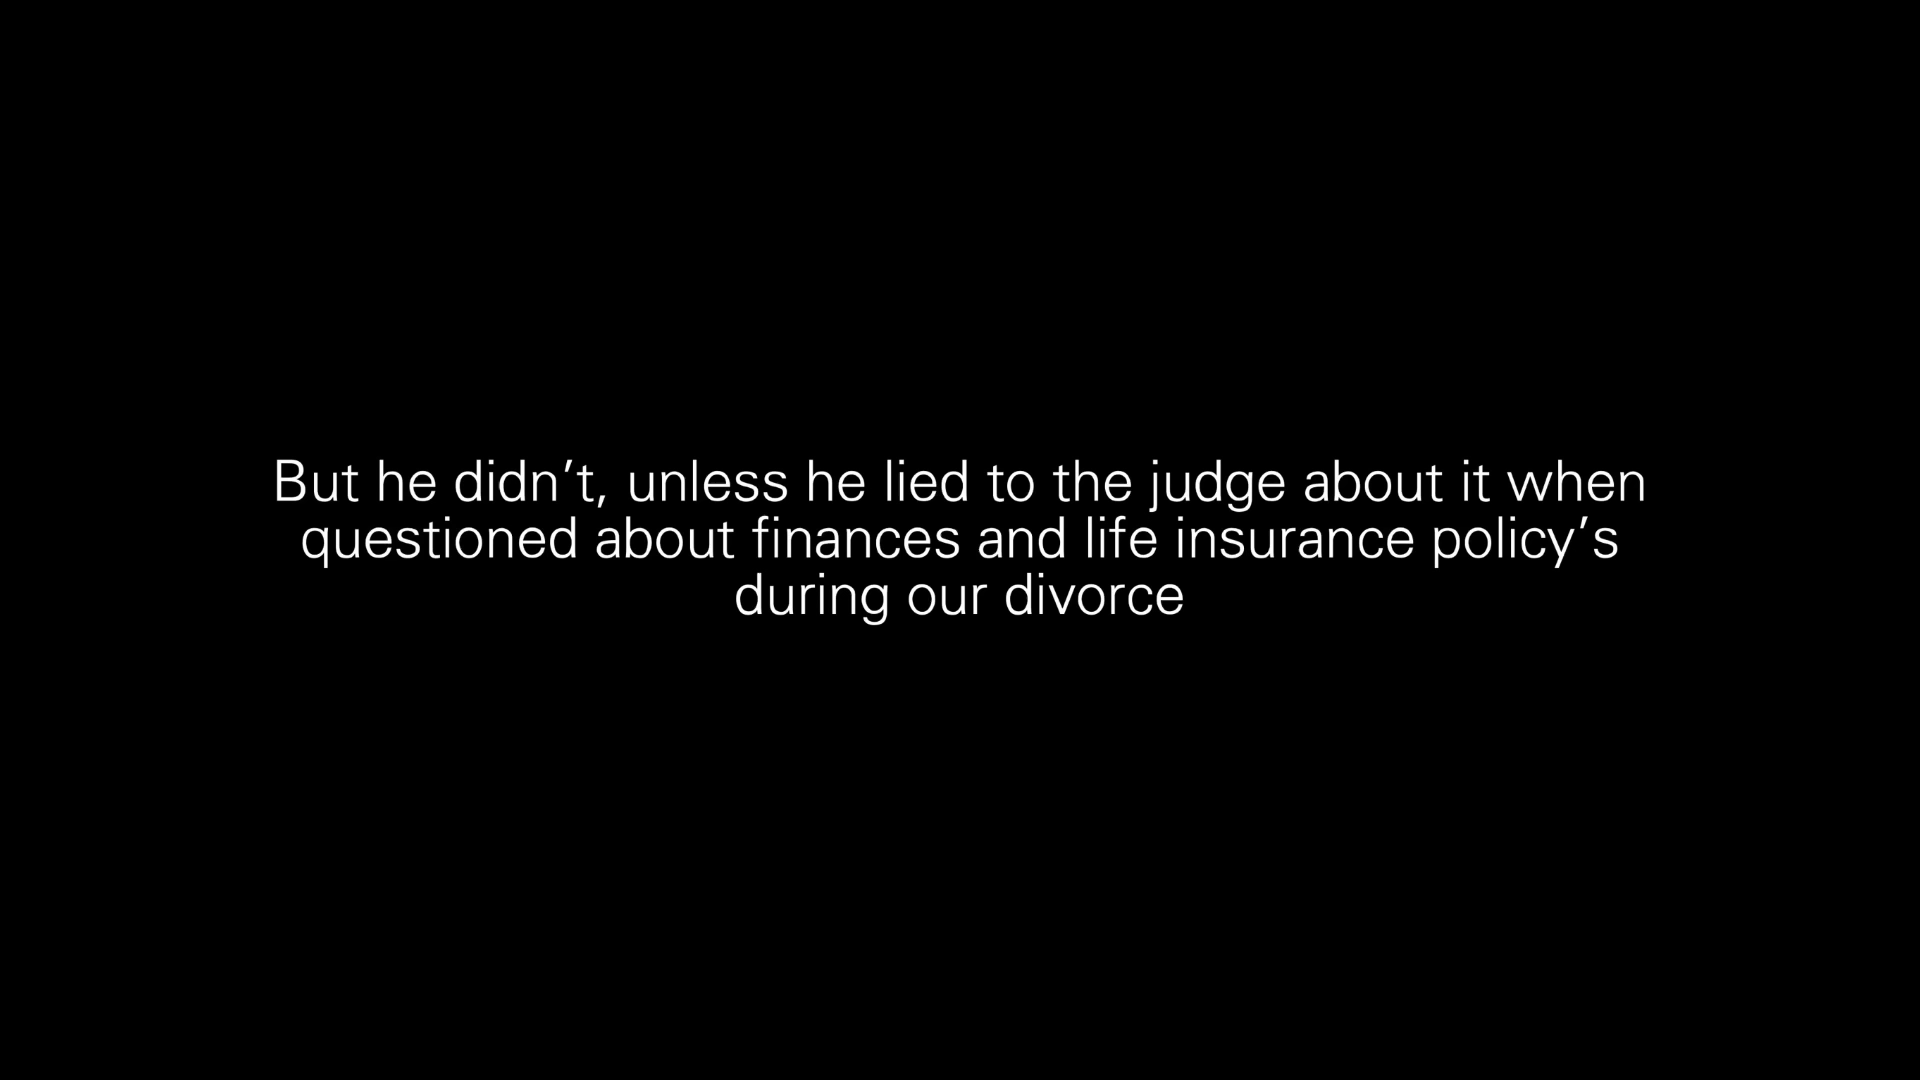 But he didn’t, unless he lied to the judge about it when
questioned about finances and life insurance policy’s
during our divorce